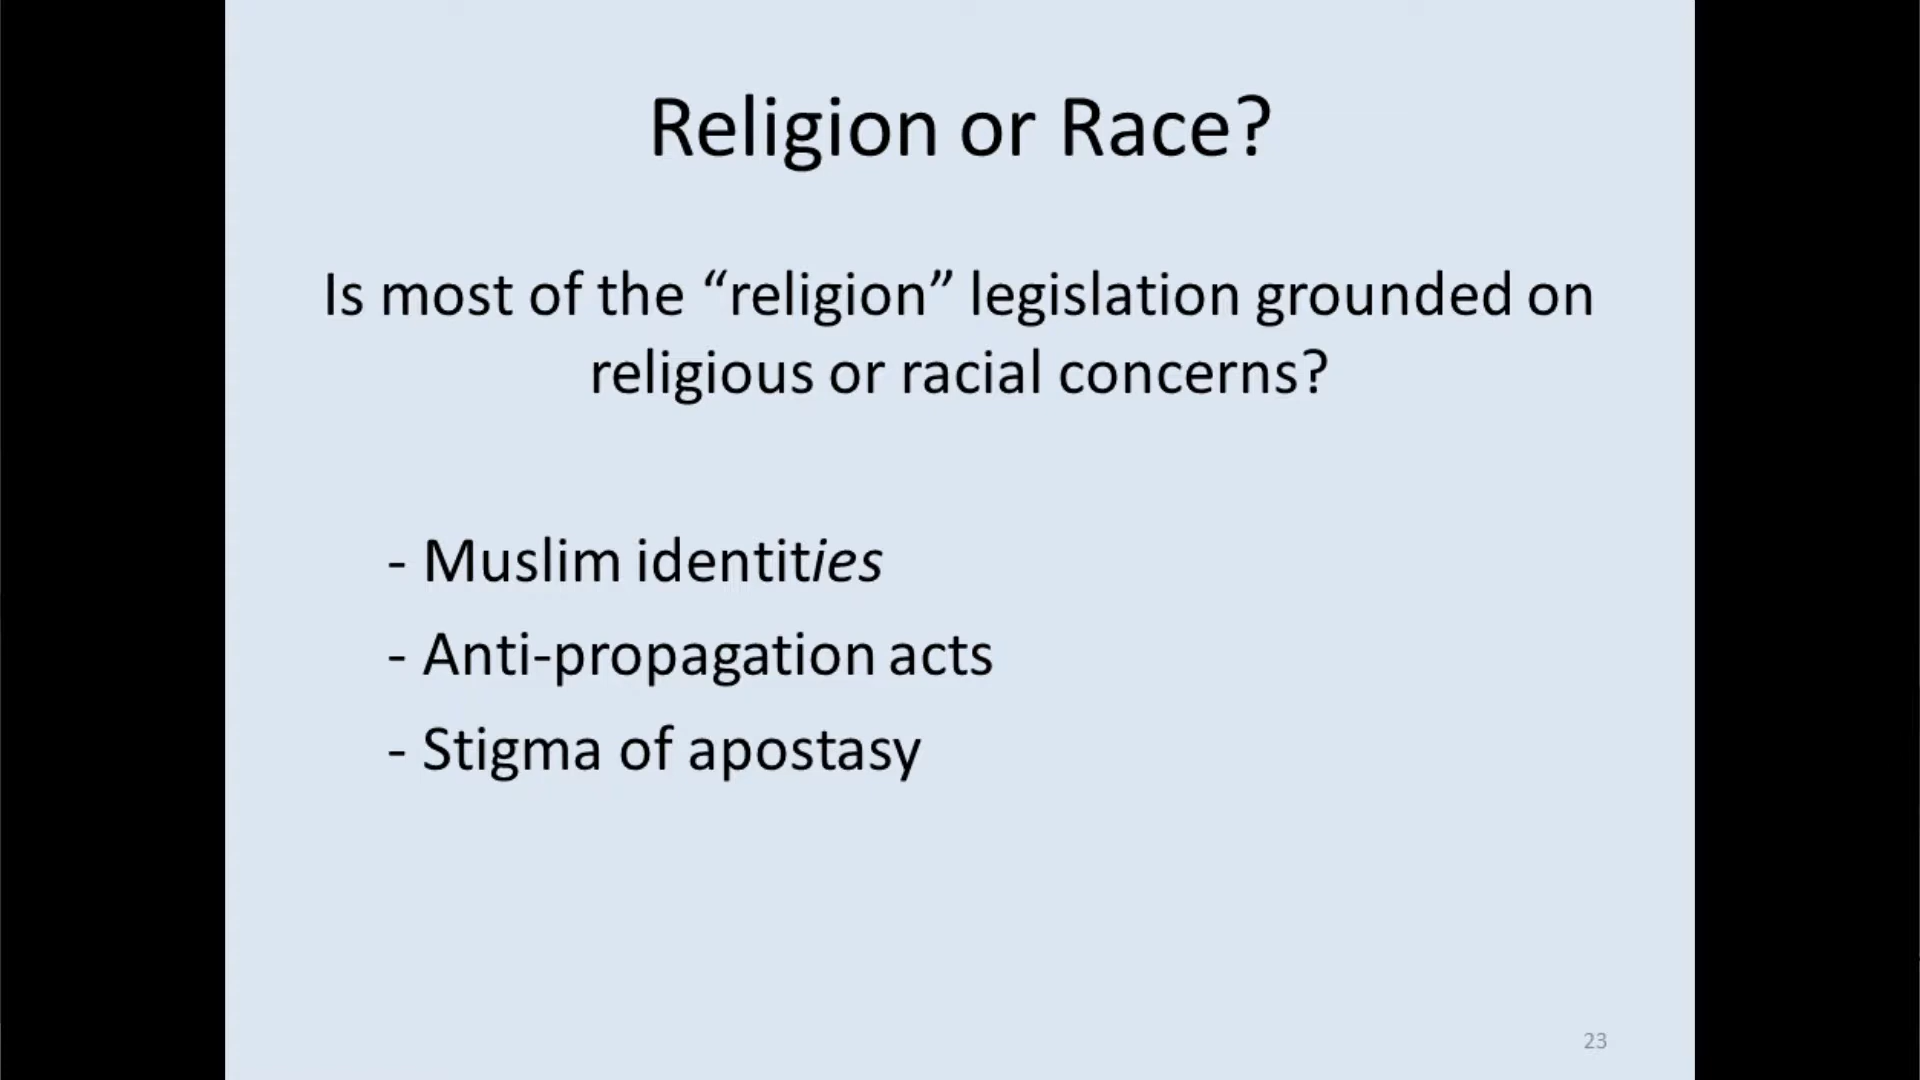 Religion or Race?
Is most of the “religion” legislation grounded on
religious or racial concerns?
- Muslim identities
- Anti-propagation acts
- Stigma of apostasy
23